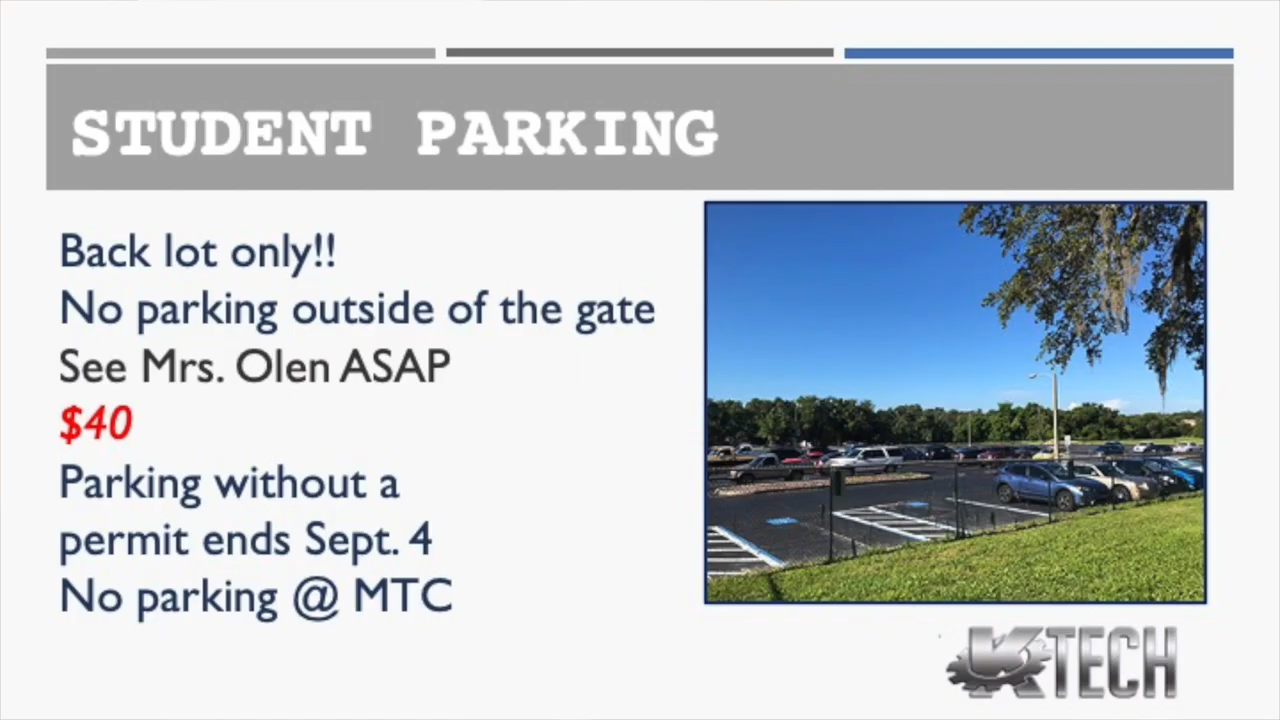 STUDENT PARKING
Back lot only!!
No parking outside of the gate
See Mrs. Olen ASAP
$40
Parking without a
permit ends Sept. 4
No parking @ MTC
KTECH